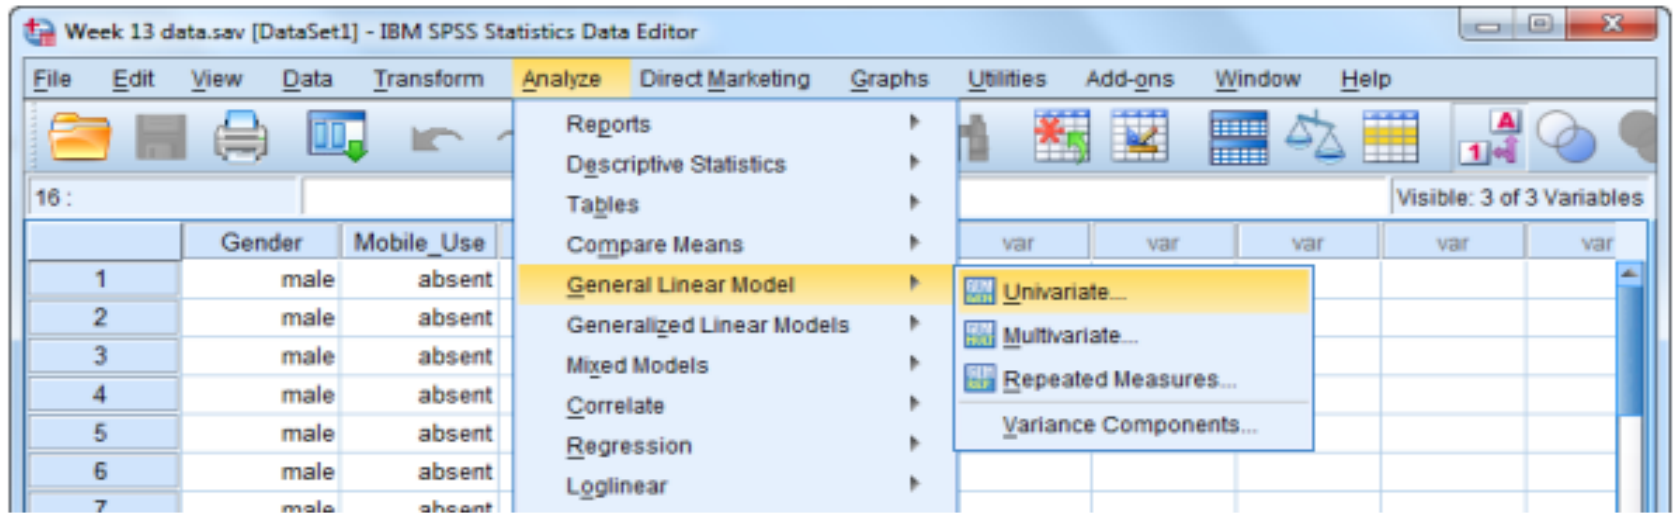 Week 13 data.sav [DataSet1] - IBM SPSS Statistics Data Editor
File Edit View Data Transform Analyze Direct Marketing Graphs Utilities Add-ons Window Help
A
1
16 :
Visible: 3 of 3 Variables
Gender Mobile_Use var var var var var
1 male absent
2 male absent
3 male absent
4 male absent
5 male absent
6 male absent
7 male absent
Reports
Descriptive Statistics
Tables
Compare Means
General Linear Model
Generalized Linear Models
Mixed Models
Correlate
Regression
Loglinear
Univariate...
Multivariate...
Repeated Measures...
Variance Components...